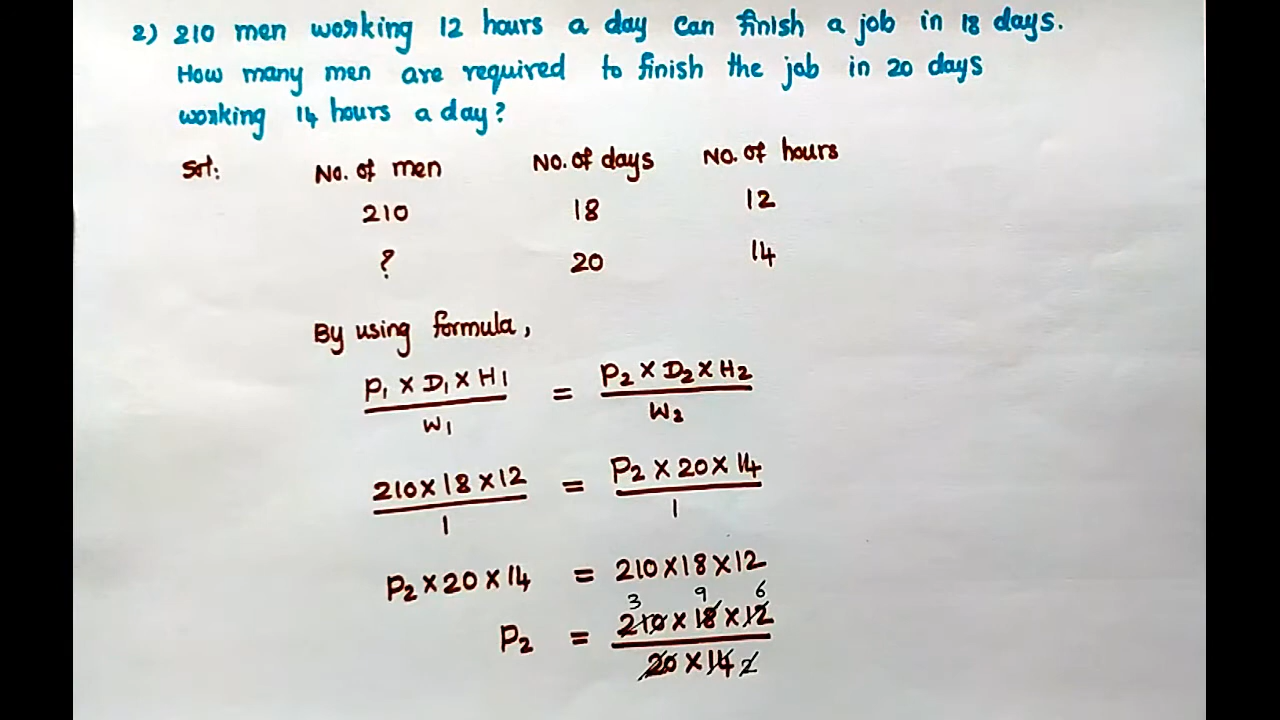 2) 210 men working 12 hours a day can finish a job in 18 days.
How many men are required to finish the job in 20 days
working 14 hours a day?
Sol: No. of men No. of days No. of hours
210 18 12
? 20 14
By using formula,
P1 × D1 × H1 = P2 × D2 × H2
W1 W2
210 × 18 × 12 = P2 × 20 × 14
1 1
P2 × 20 × 14 = 210 × 18 × 12
3 9 6
P2 = 210 × 18 × 12
20 × 14 2